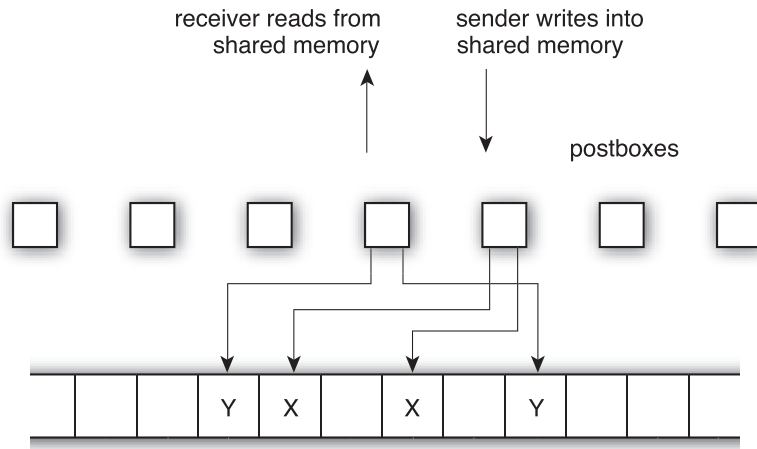 receiver reads from
shared memory
sender writes into
shared memory
postboxes
Y X X Y